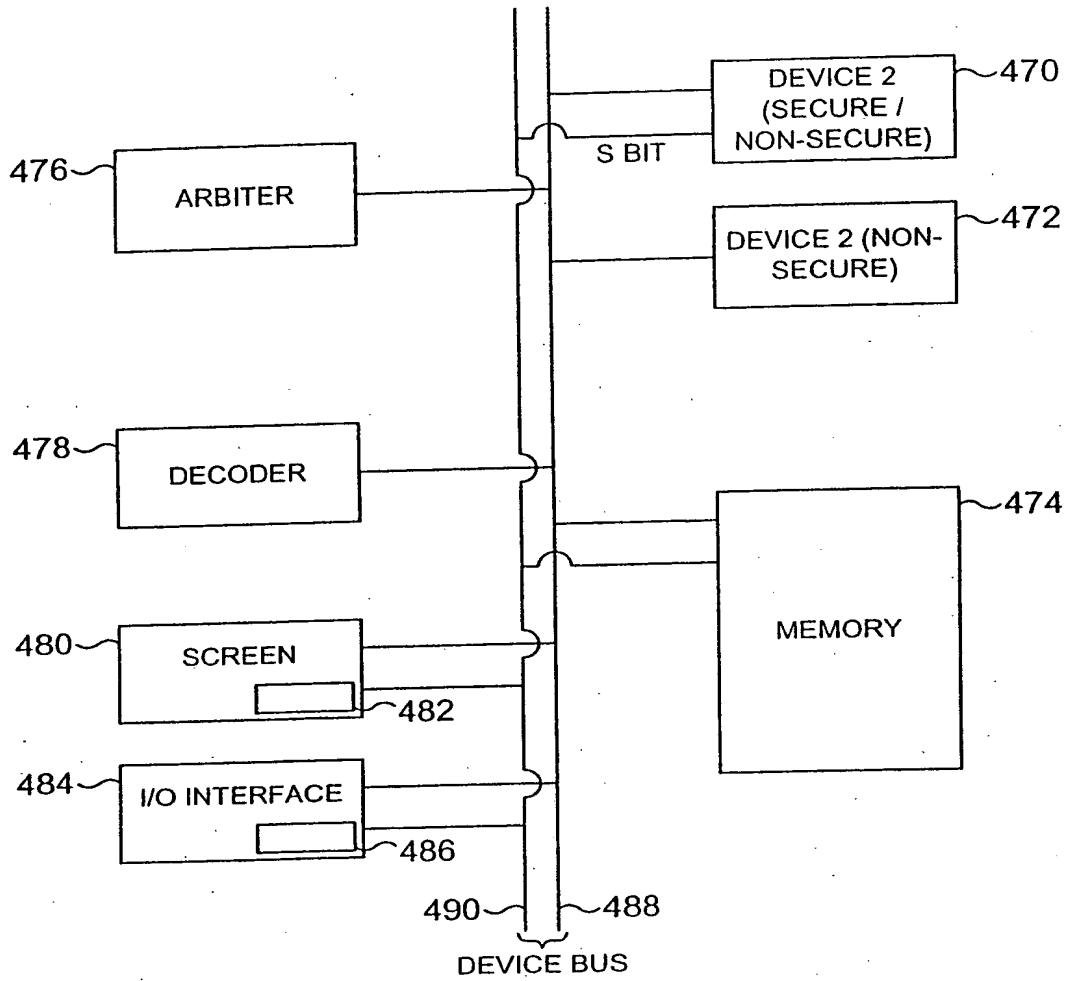 DEVICE 2
(SECURE /
NON-SECURE)
470
S BIT
476
ARBITER
DEVICE 2 (NON-
SECURE)
472
478
DECODER
474
MEMORY
480
SCREEN
482
484
I/O INTERFACE
486
490
488
DEVICE BUS